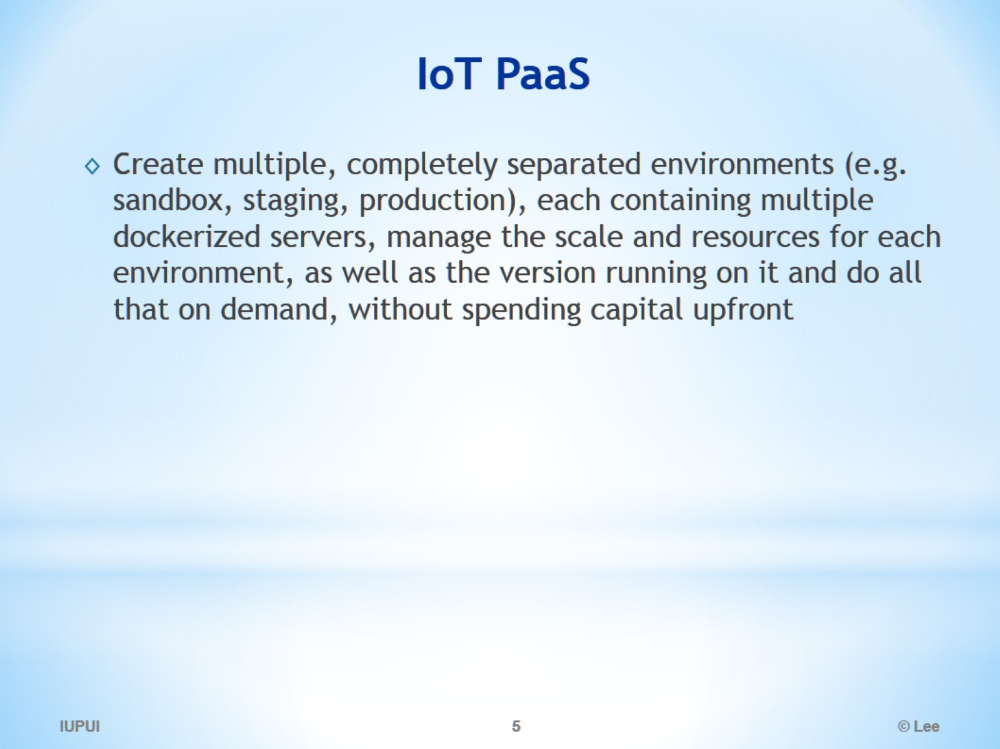 IoT PaaS
◇ Create multiple, completely separated environments (e.g.
sandbox, staging, production), each containing multiple
dockerized servers, manage the scale and resources for each
environment, as well as the version running on it and do all
that on demand, without spending capital upfront
IUPUI 5 © Lee